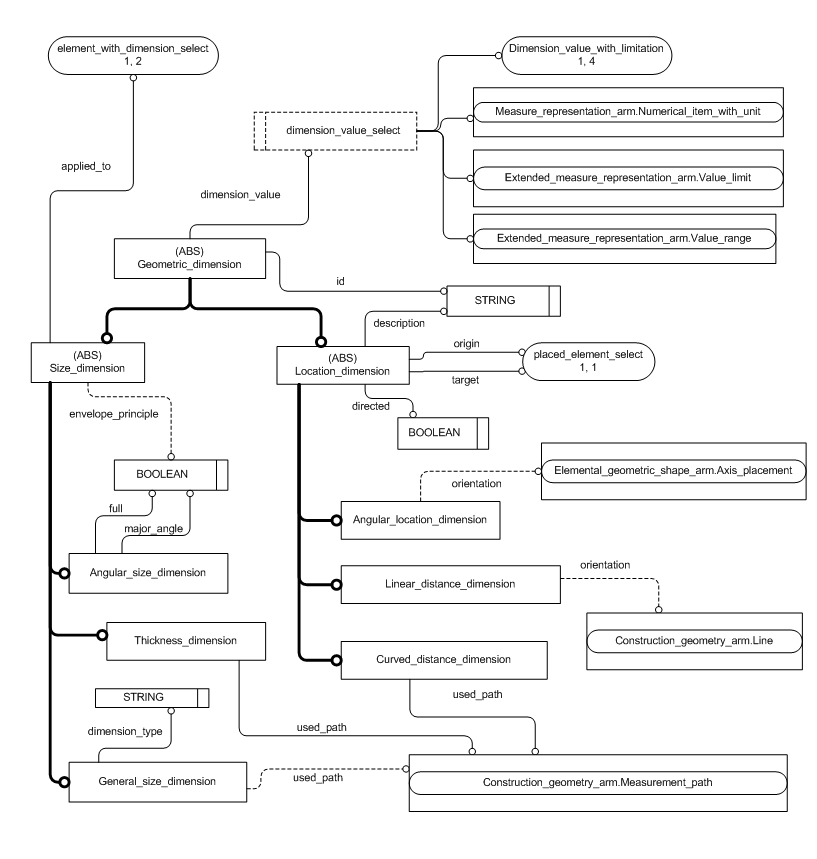 element_with_dimension_select
1, 2
Dimension_value_with_limitation
1, 4
Measure_representation_arm.Numerical_item_with_unit
dimension_value_select
applied_to
Extended_measure_representation_arm.Value_limit
dimension_value
Extended_measure_representation_arm.Value_range
(ABS)
Geometric_dimension
id
STRING
description
(ABS)
Size_dimension
(ABS)
Location_dimension
origin
target
placed_element_select
1, 1
directed
envelope_principle
BOOLEAN
BOOLEAN
full
major_angle
orientation
Elemental_geometric_shape_arm.Axis_placement
Angular_location_dimension
Angular_size_dimension
orientation
Linear_distance_dimension
Thickness_dimension
Construction_geometry_arm.Line
Curved_distance_dimension
STRING
used_path
dimension_type
used_path
General_size_dimension
used_path
Construction_geometry_arm.Measurement_path